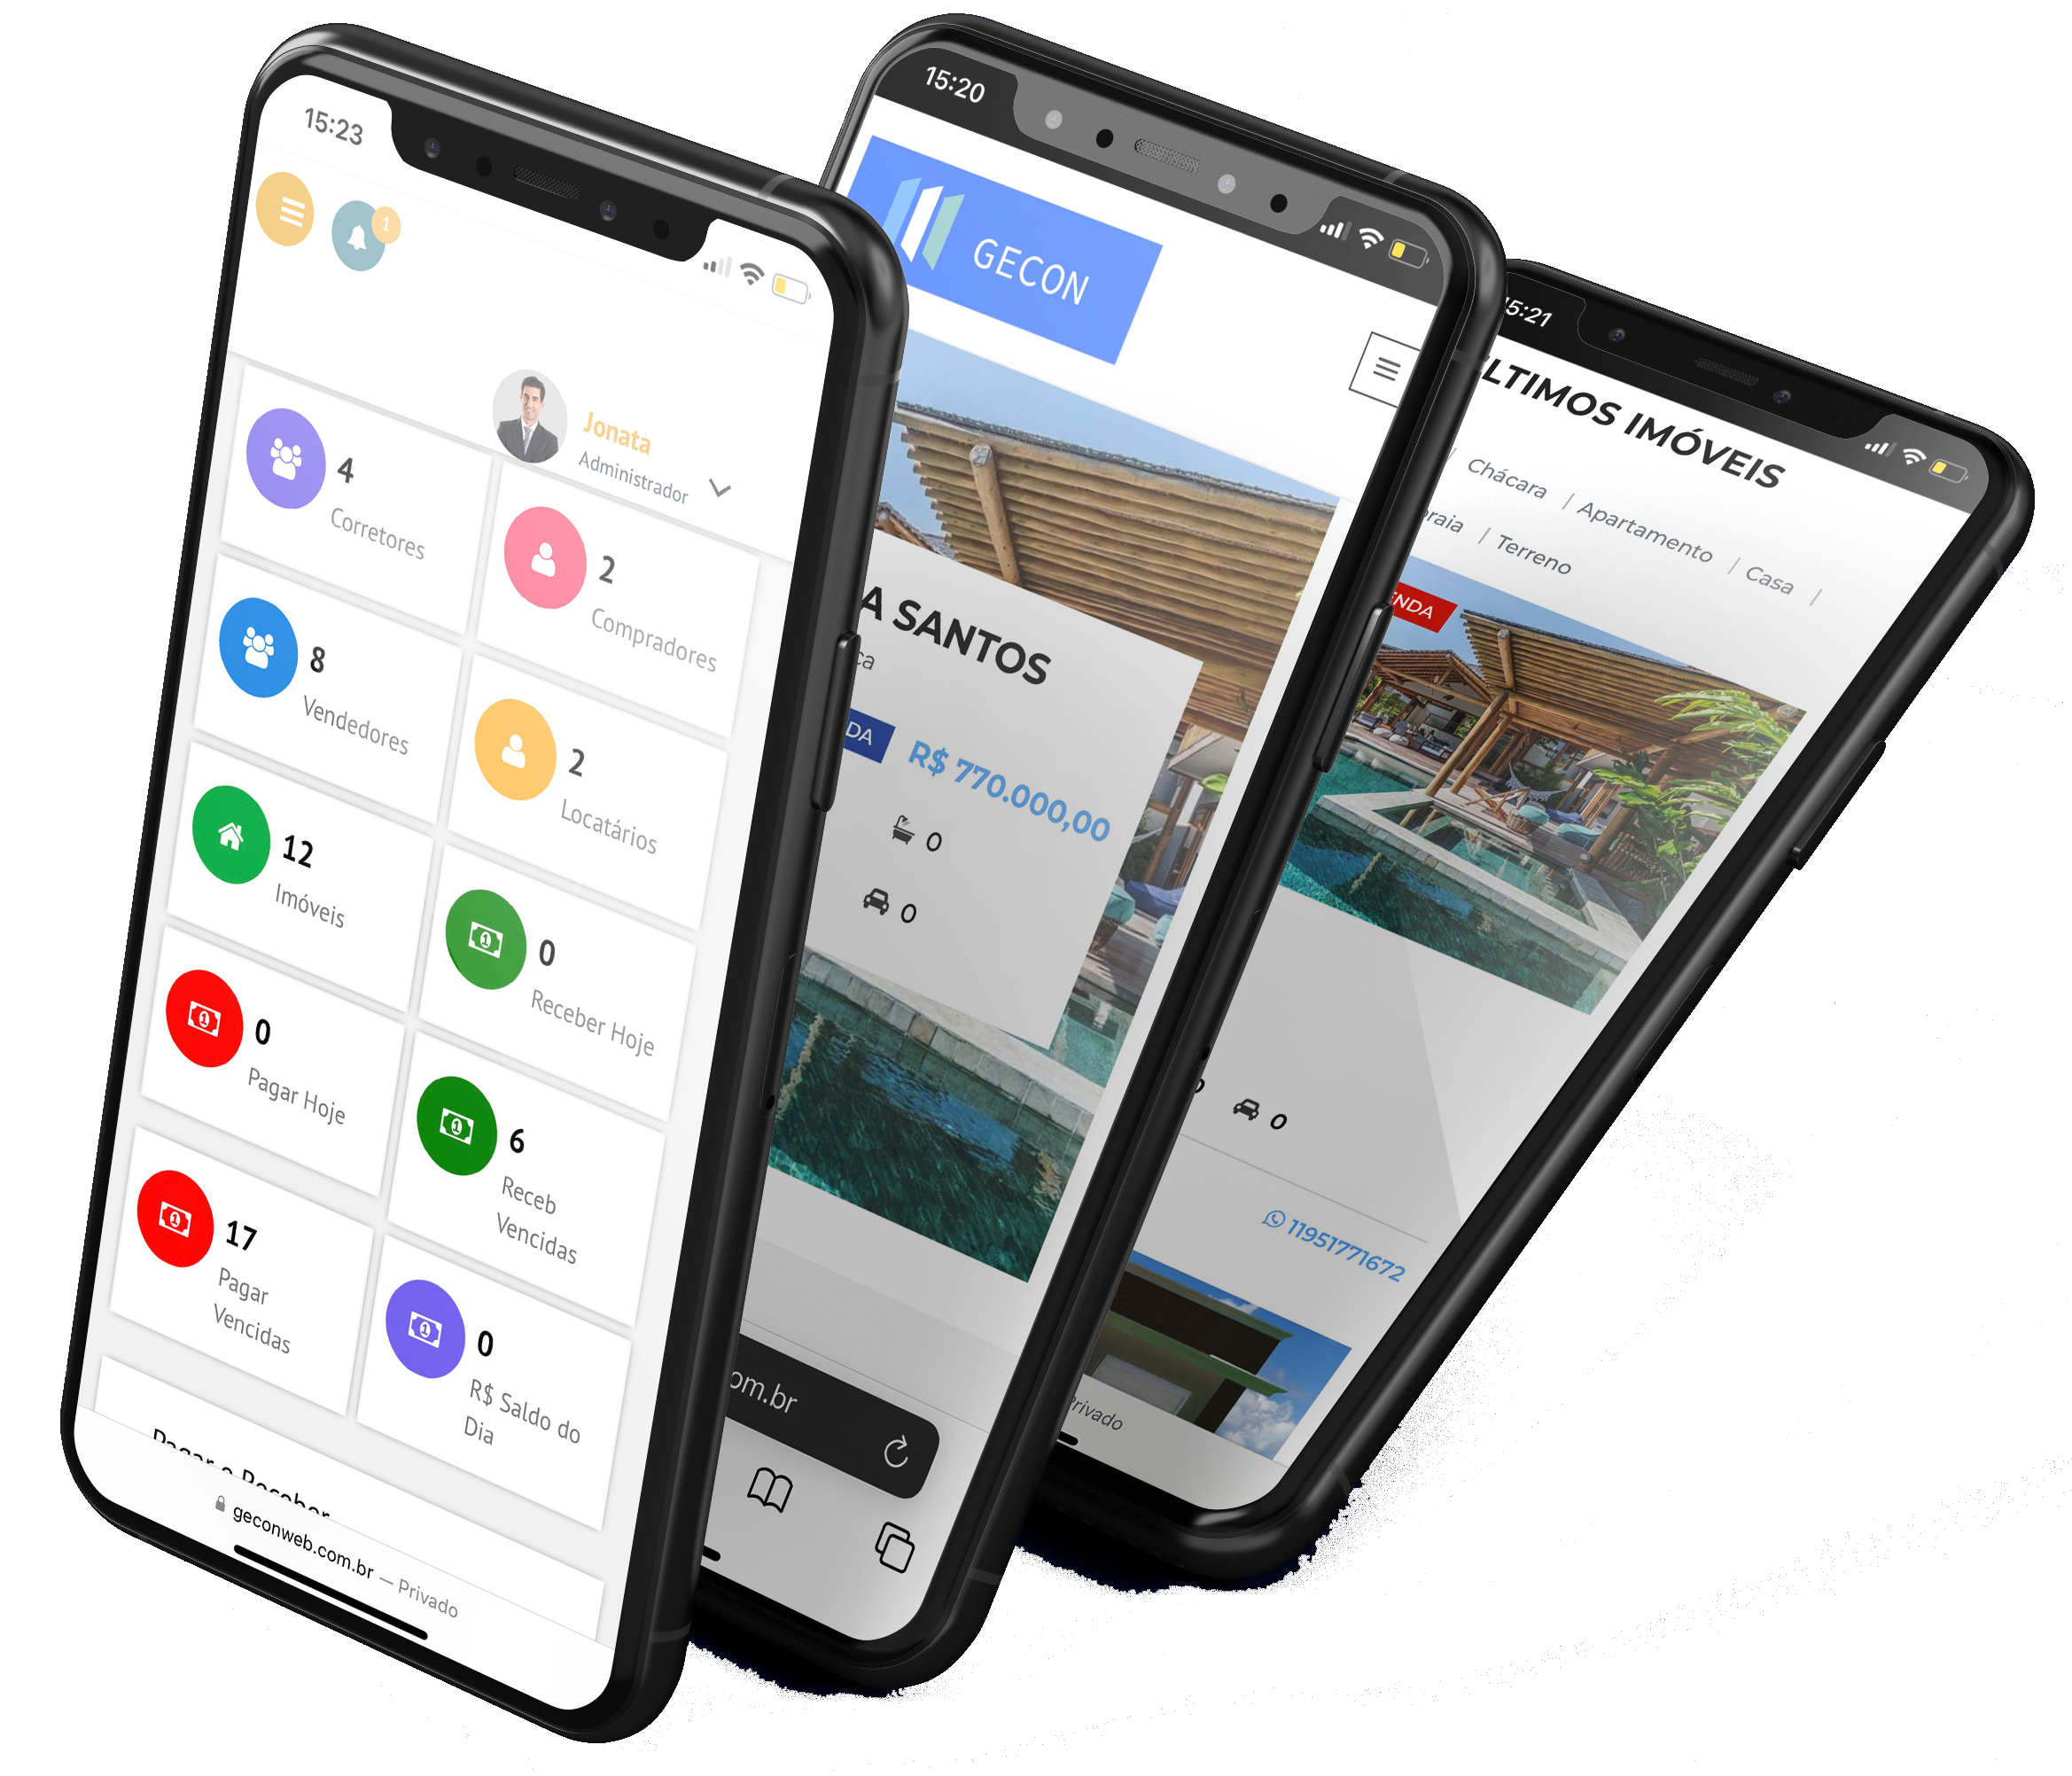 15:23
1
Jonata
Administrador
4
Corretores
2
Compradores
8
Vendedores
2
Locatários
12
Imóveis
0
Receber Hoje
0
Pagar Hoje
6
Receb
Vencidas
17
Pagar
Vencidas
0
R$ Saldo do
Dia
Pagar e Receber
geconweb.com.br — Privado
15:20
GECON
A SANTOS
ca
DA
R$ 770.000,00
0
0
om.br
15:21
LTIMOS IMÓVEIS
Chácara | Apartamento | Casa |
raia | Terreno
ENDA
0
11951771672
Privado